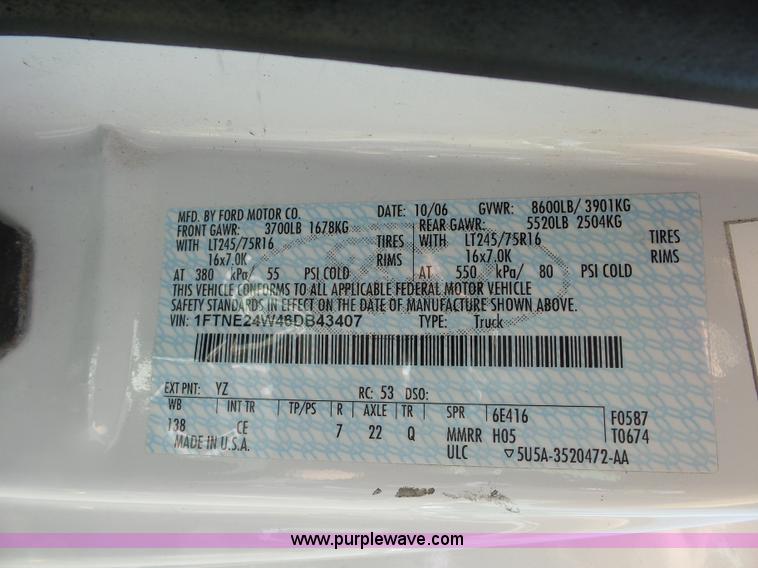 MFD. BY FORD MOTOR CO. DATE: 10/06 GVWR: 8600LB/ 3901KG
FRONT GAWR: 3700LB 1678KG REAR GAWR: 5520LB 2504KG
WITH LT245/75R16 TIRES WITH LT245/75R16 TIRES
16x7.0K RIMS 16x7.0K RIMS
AT 380 kPa/ 55 PSI COLD AT 550 kPa/ 80 PSI COLD
THIS VEHICLE CONFORMS TO ALL APPLICABLE FEDERAL MOTOR VEHICLE
SAFETY STANDARDS IN EFFECT ON THE DATE OF MANUFACTURE SHOWN ABOVE.
VIN: 1FTNE24W46DB43407 TYPE: Truck
EXT PNT: YZ RC: 53 DSO:
WB INT TR TP/PS R AXLE TR SPR 6E416 F0587
138 CE 7 22 Q MMRR H05 T0674
MADE IN U.S.A. ULC ▽5U5A-3520472-AA
www.purplewave.com